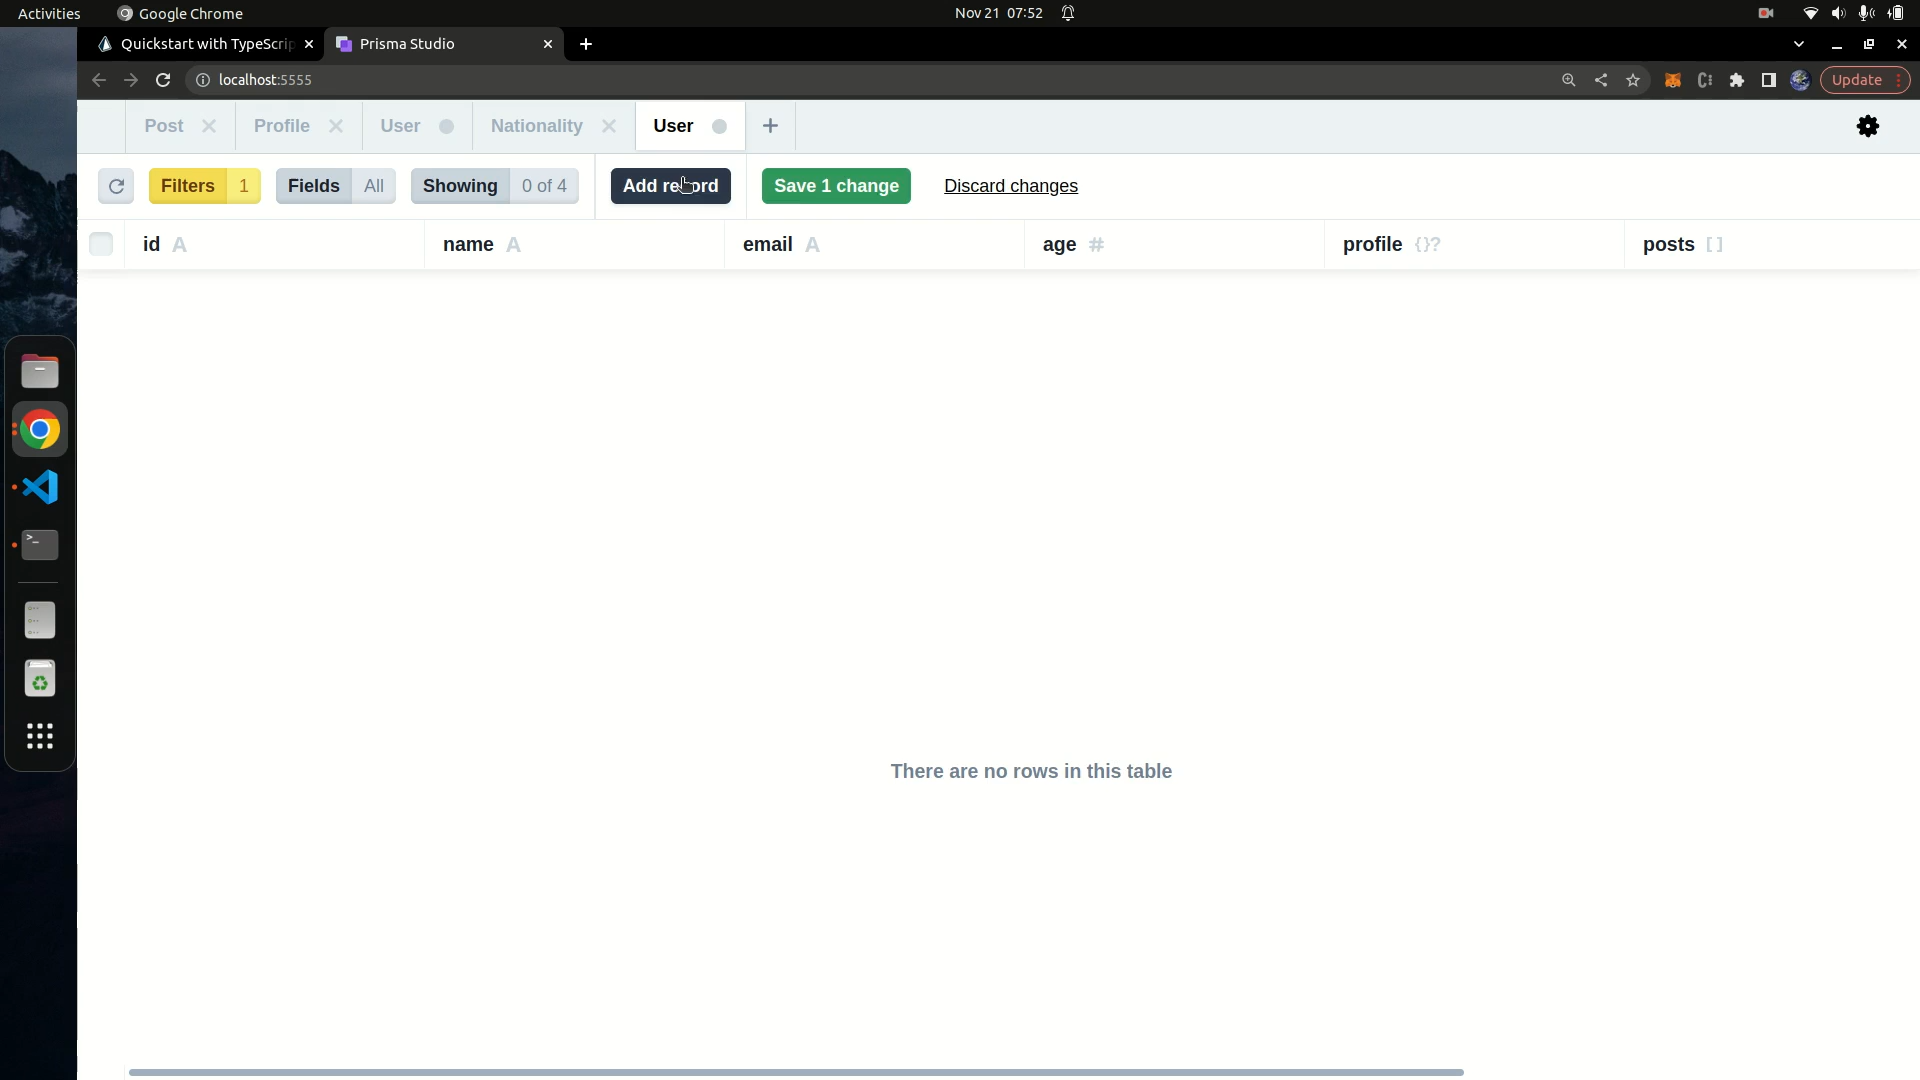 Activities Google Chrome Nov 21 07:52
Quickstart with TypeScrip Prisma Studio
localhost:5555 Update
Post Profile User Nationality User
Filters 1 Fields All Showing 0 of 4 Add record Save 1 change Discard changes
id A name A email A age # profile {}? posts []
There are no rows in this table